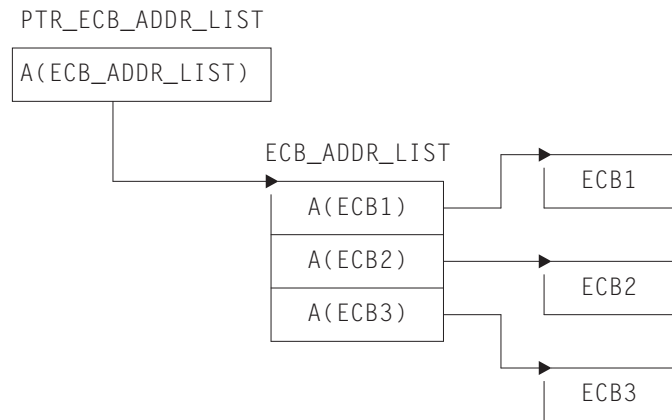 PTR_ECB_ADDR_LIST
A(ECB_ADDR_LIST)
ECB_ADDR_LIST
A(ECB1)
A(ECB2)
A(ECB3)
ECB1
ECB2
ECB3